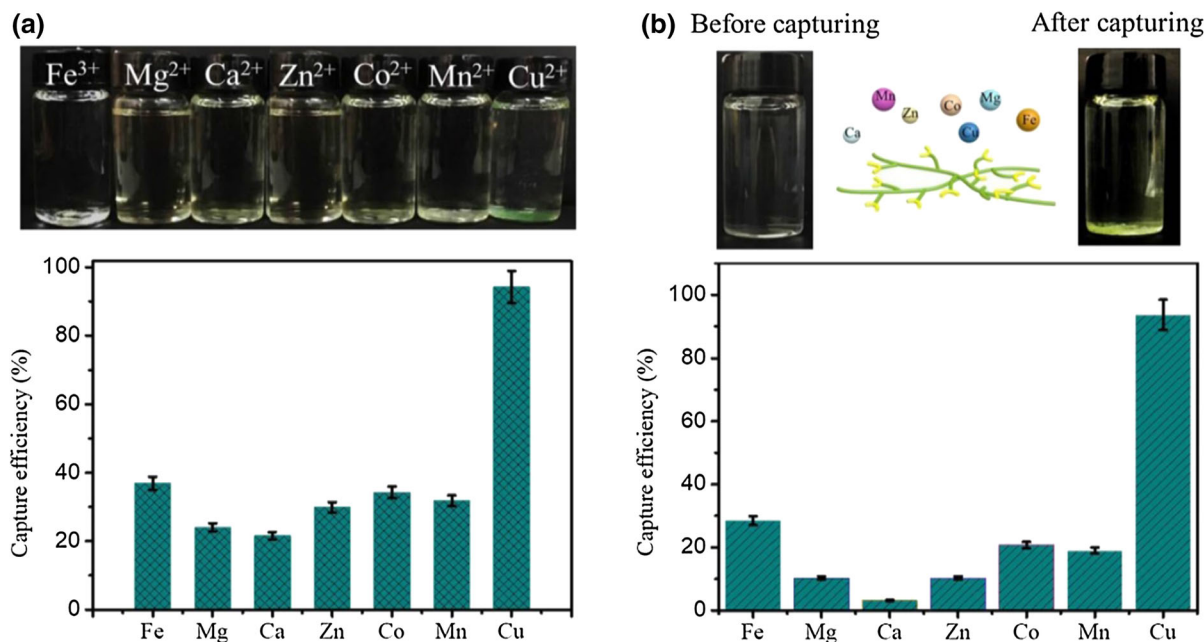 (a)
Fe³⁺ Mg²⁺ Ca²⁺ Zn²⁺ Co²⁺ Mn²⁺ Cu²⁺
100
80
60
40
20
0
Capture efficiency (%)
Fe Mg Ca Zn Co Mn Cu
(b) Before capturing After capturing
Mn Zn Co Mg Fe
Ca Cu
100
80
60
40
20
0
Capture efficiency (%)
Fe Mg Ca Zn Co Mn Cu